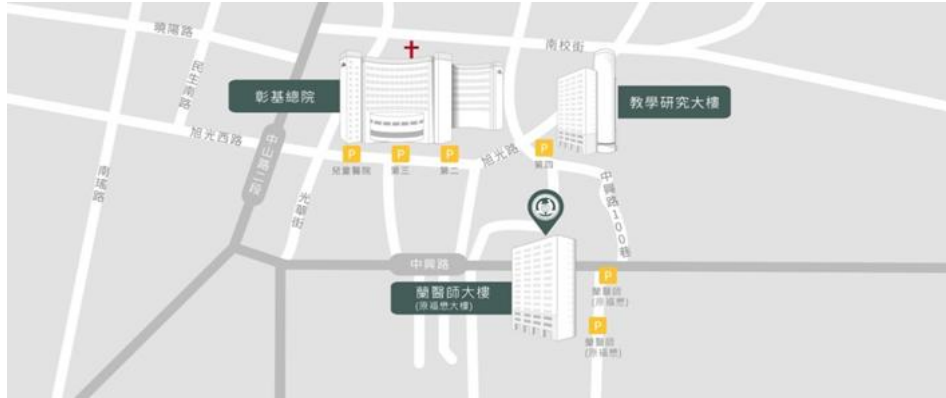 曉陽路
南校街
民生南路
彰基總院
教學研究大樓
旭光西路
中山路二段
P
兒童醫院
P
第三
P
第二
旭光路
P
第四
南瑤路
光華街
中興路100巷
中興路
蘭醫師大樓
(原福懋大樓)
P
蘭醫師
(原福懋)
P
蘭醫師
(原福懋)